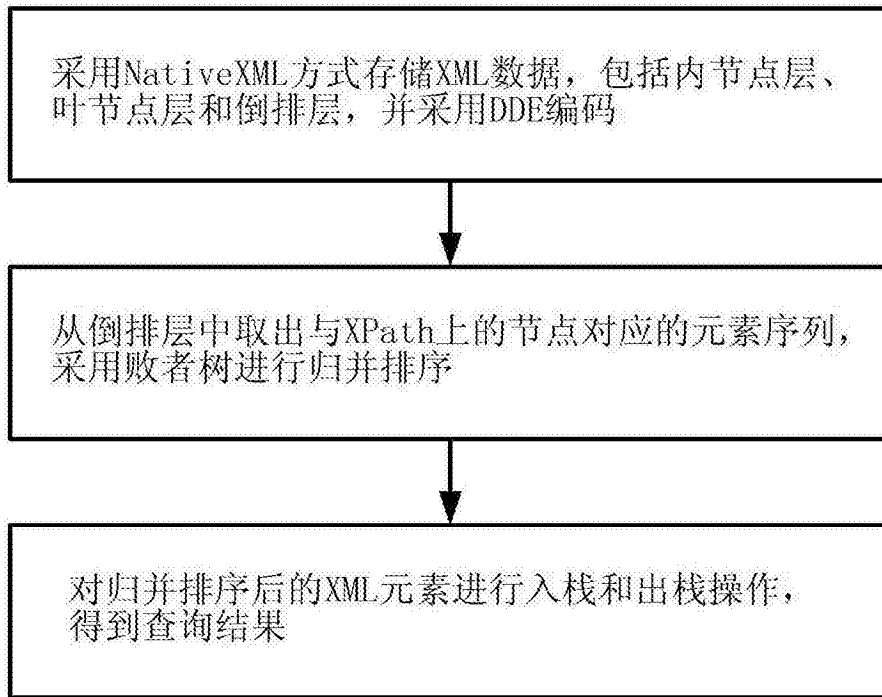 采用NativeXML方式存储XML数据，包括内节点层、
叶节点层和倒排层，并采用DDE编码
从倒排层中取出与XPath上的节点对应的元素序列，
采用败者树进行归并排序
对归并排序后的XML元素进行入栈和出栈操作，
得到查询结果